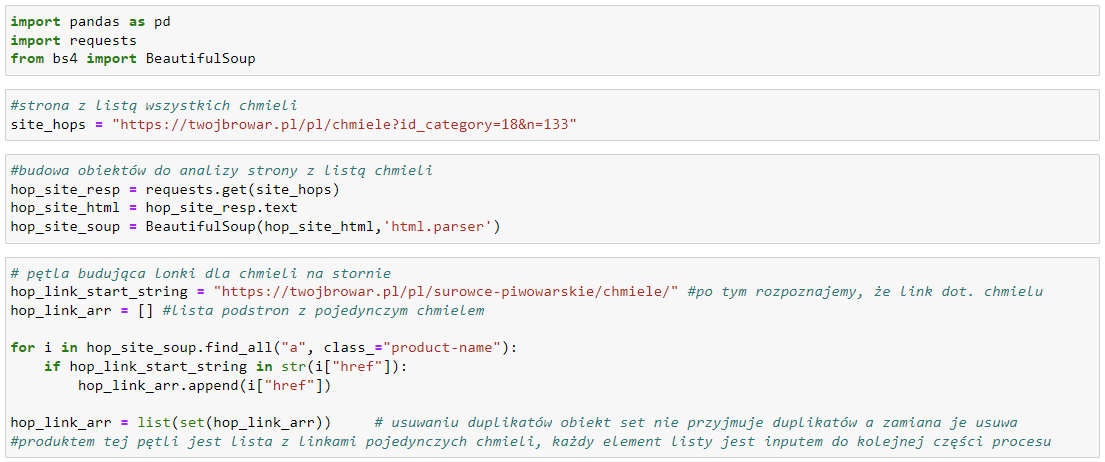 import pandas as pd
import requests
from bs4 import BeautifulSoup
#strona z listą wszystkich chmieli
site_hops = "https://twojbrowar.pl/pl/chmiele?id_category=18&n=133"
#budowa obiektów do analizy strony z listą chmieli
hop_site_resp = requests.get(site_hops)
hop_site_html = hop_site_resp.text
hop_site_soup = BeautifulSoup(hop_site_html,'html.parser')
# pętla budująca lonki dla chmieli na stornie
hop_link_start_string = "https://twojbrowar.pl/pl/surowce-piwowarskie/chmiele/" #po tym rozpoznajemy, że link dot. chmielu
hop_link_arr = [] #lista podstron z pojedynczym chmielem
for i in hop_site_soup.find_all("a", class_="product-name"):
    if hop_link_start_string in str(i["href"]):
        hop_link_arr.append(i["href"])
hop_link_arr = list(set(hop_link_arr))     # usuwaniu duplikatów obiekt set nie przyjmuje duplikatów a zamiana je usuwa
#produktem tej pętli jest lista z linkami pojedynczych chmieli, każdy element listy jest inputem do kolejnej części procesu